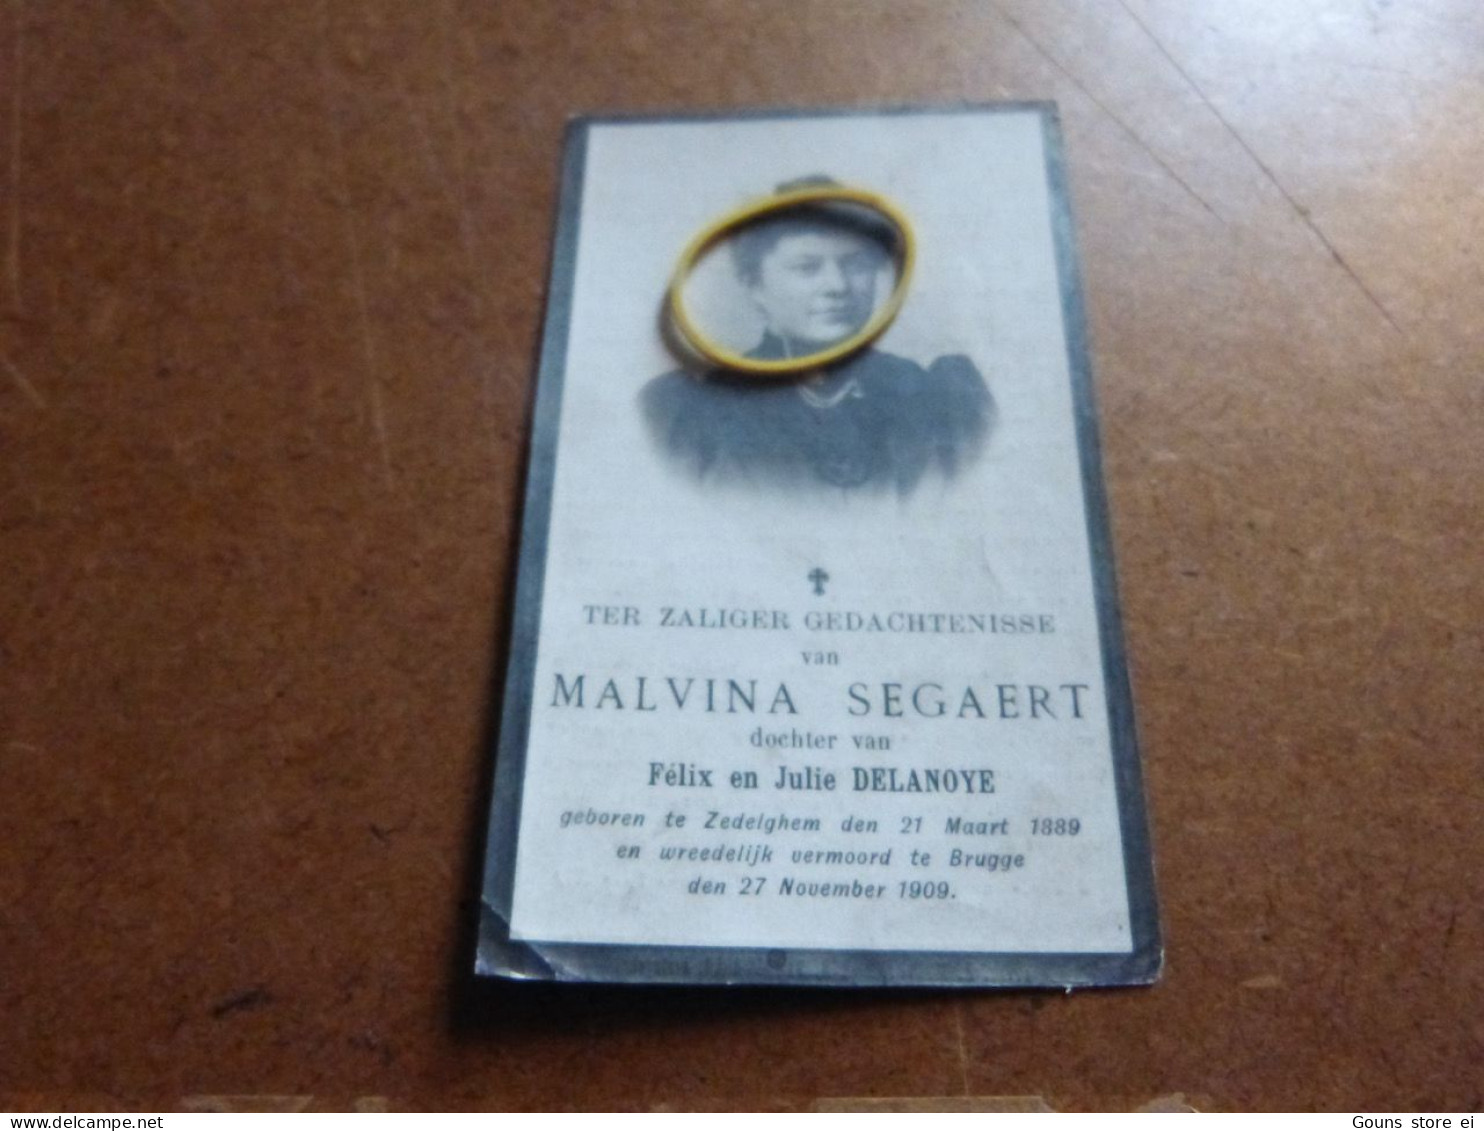 TER ZALIGER GEDACHTENISSE
van
MALVINA SEGAERT
dochter van
Félix en Julie DELANOYE
geboren te Zedelghem den 21 Maart 1889
en wreedelijk vermoord te Brugge
den 27 November 1909.
www.delcampe.net
Gouns store ei